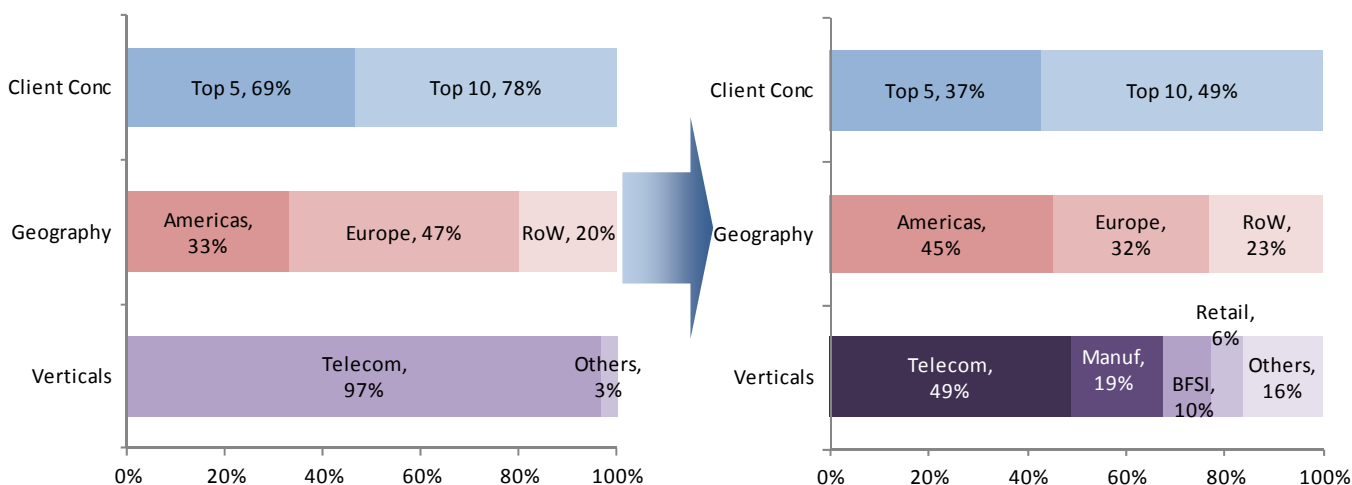 Client Conc
Top 5, 69%
Top 10, 78%
Geography
Americas,
33%
Europe, 47%
RoW, 20%
Verticals
Telecom,
97%
Others,
3%
0%
20%
40%
60%
80%
100%
Client Conc
Top 5, 37%
Top 10, 49%
Geography
Americas,
45%
Europe,
32%
RoW,
23%
Verticals
Telecom,
49%
Manuf,
19%
BFSI,
10%
Retail,
6%
Others,
16%
0%
20%
40%
60%
80%
100%